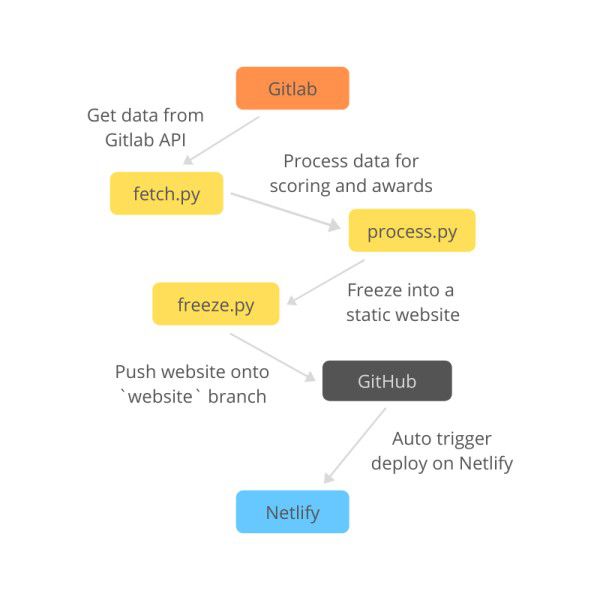 Gitlab
Get data from
Gitlab API
Process data for
scoring and awards
fetch.py
process.py
Freeze into a
static website
freeze.py
Push website onto
`website` branch
GitHub
Auto trigger
deploy on Netlify
Netlify